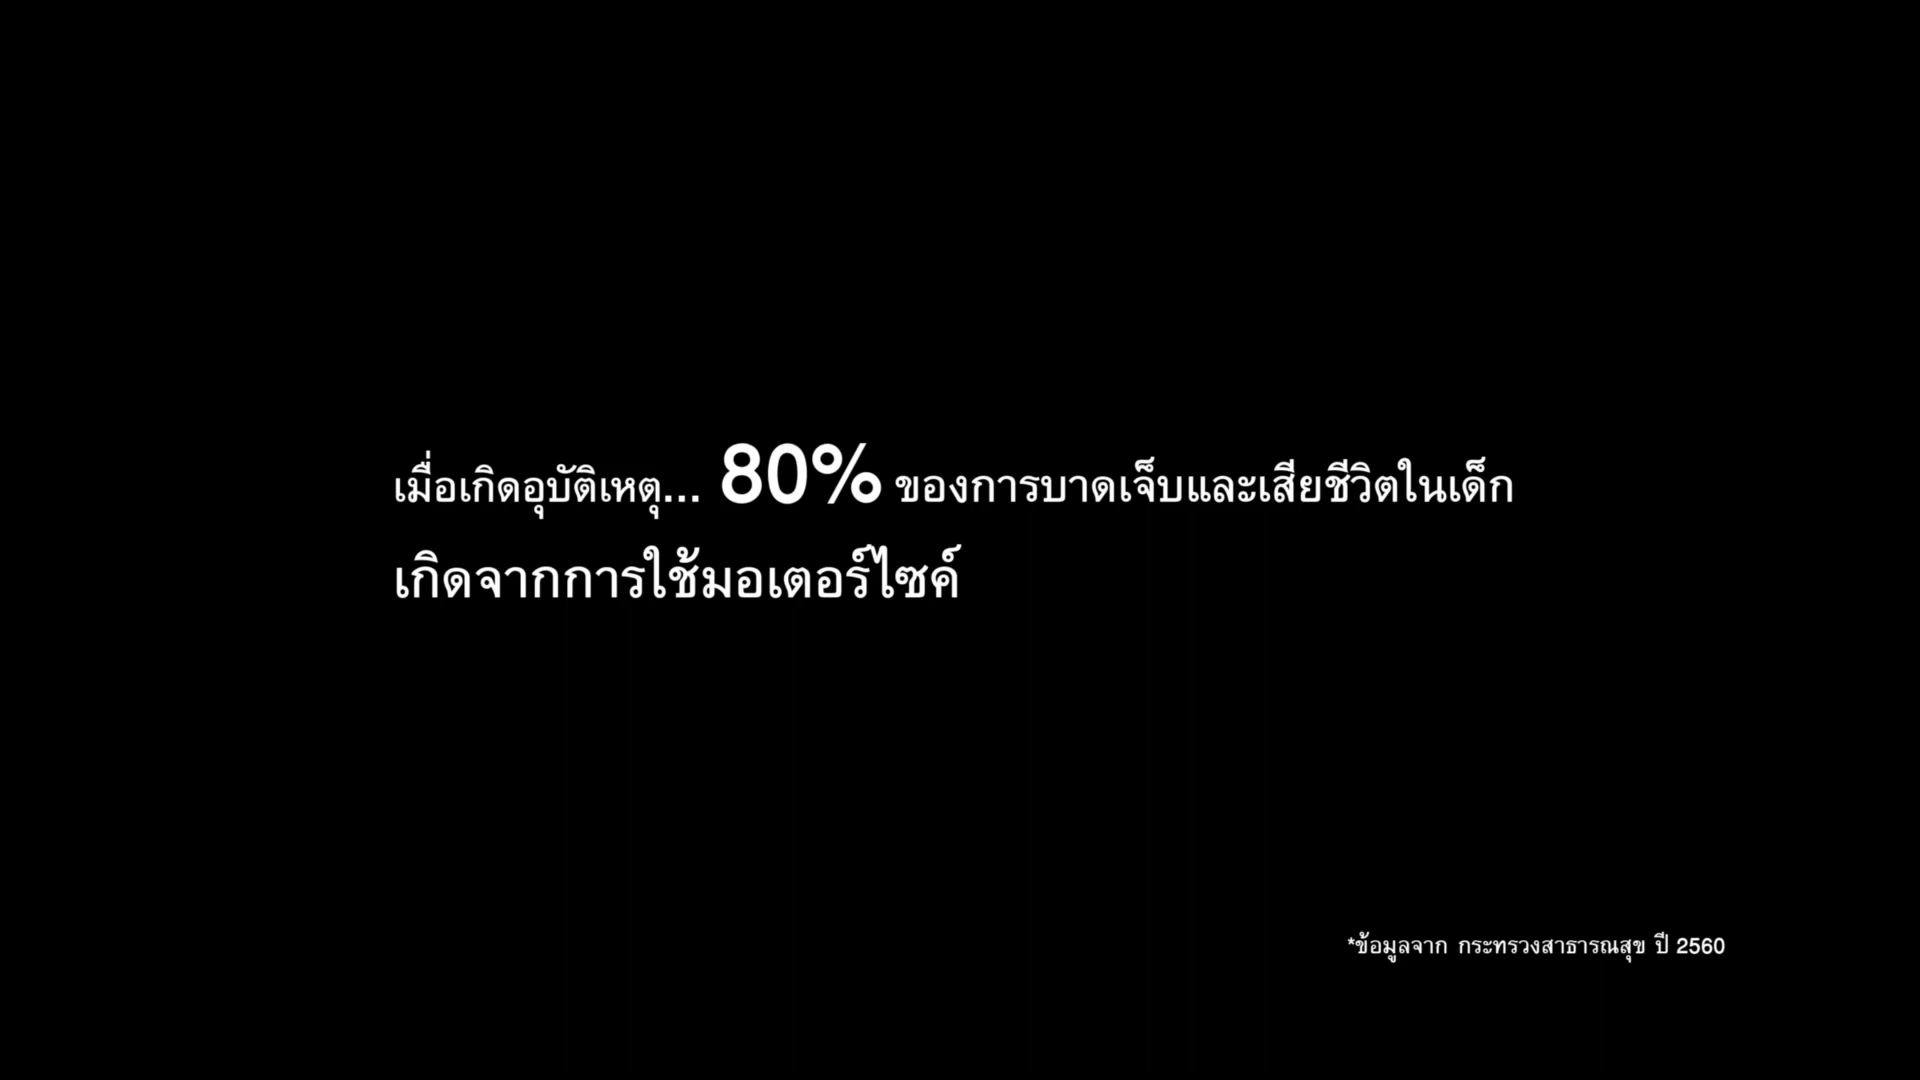 เมื่อเกิดอุบัติเหตุ... 80% ของการบาดเจ็บและเสียชีวิตในเด็ก
เกิดจากการใช้มอเตอร์ไซค์
*ข้อมูลจาก กระทรวงสาธารณสุข ปี 2560